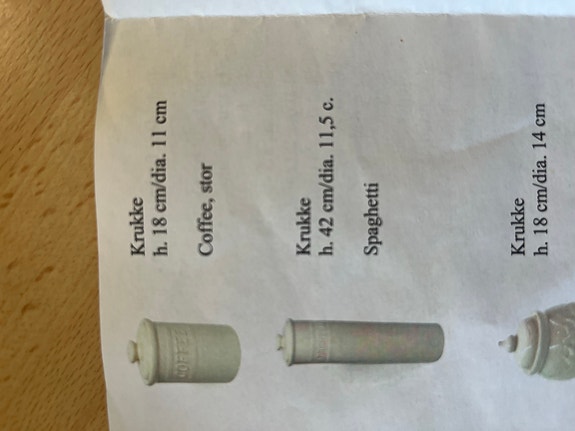 Krukke
h. 18 cm/dia. 11 cm
Coffee, stor
COFFEE
Krukke
h. 42 cm/dia. 11,5 c.
Spaghetti
Krukke
h. 18 cm/dia. 14 cm